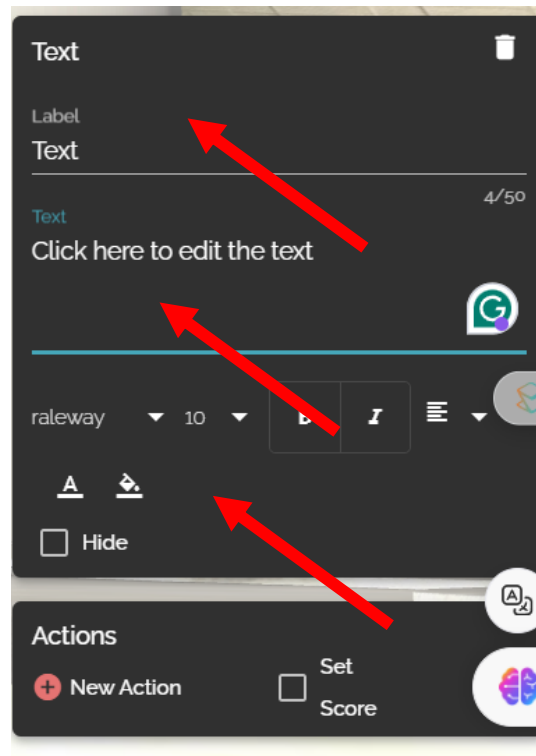 Text
Label
Text
4/50
Text
Click here to edit the text
raleway 10 B I
A
Hide
Actions
New Action
Set
Score